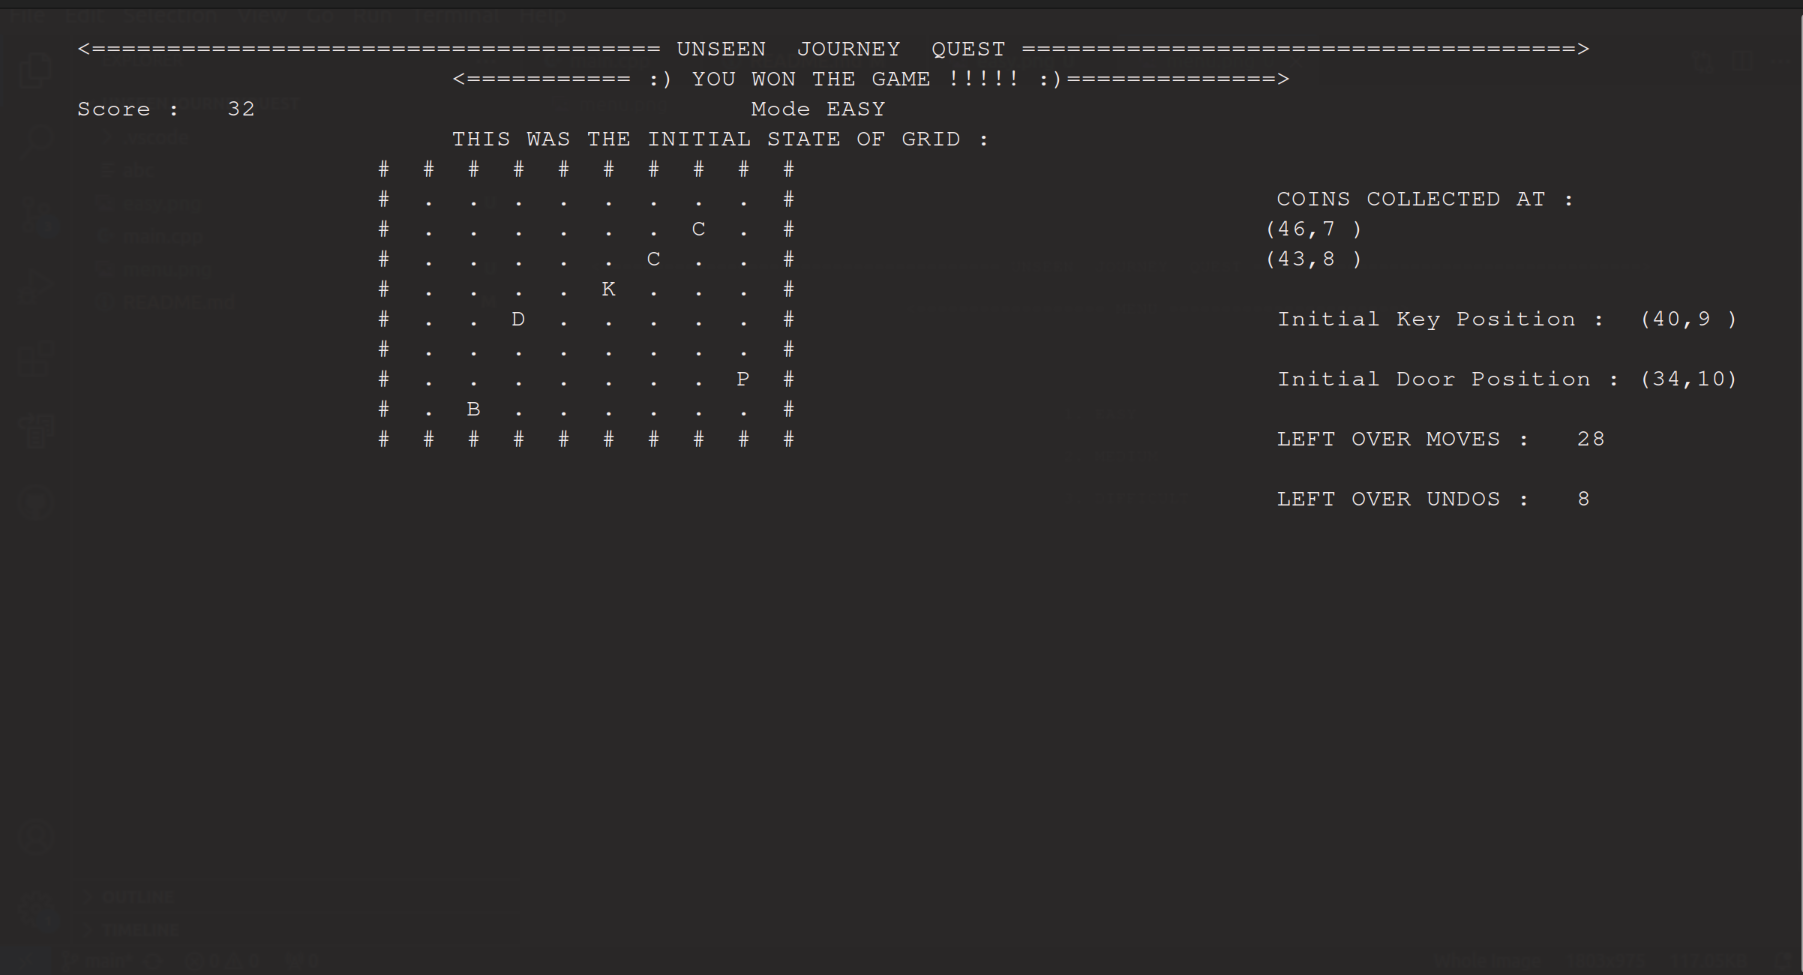 <====================================== UNSEEN  JOURNEY  QUEST =====================================>
<=========== :) YOU WON THE GAME !!!!! :)==============>
Score :   32   Mode EASY
THIS WAS THE INITIAL STATE OF GRID :
#  #  #  #  #  #  #  #  #  #
#  .  .  .  .  .  .  .  .  #   COINS COLLECTED AT :
#  .  .  .  .  .  .  C  .  #   (46,7 )
#  .  .  .  .  .  C  .  .  #   (43,8 )
#  .  .  .  .  K  .  .  .  #
#  .  .  D  .  .  .  .  .  #   Initial Key Position :  (40,9 )
#  .  .  .  .  .  .  .  .  #
#  .  .  .  .  .  .  .  P  #   Initial Door Position : (34,10)
#  .  B  .  .  .  .  .  .  #
#  #  #  #  #  #  #  #  #  #   LEFT OVER MOVES :   28
LEFT OVER UNDOS :   8
OUTLINE
TIMELINE